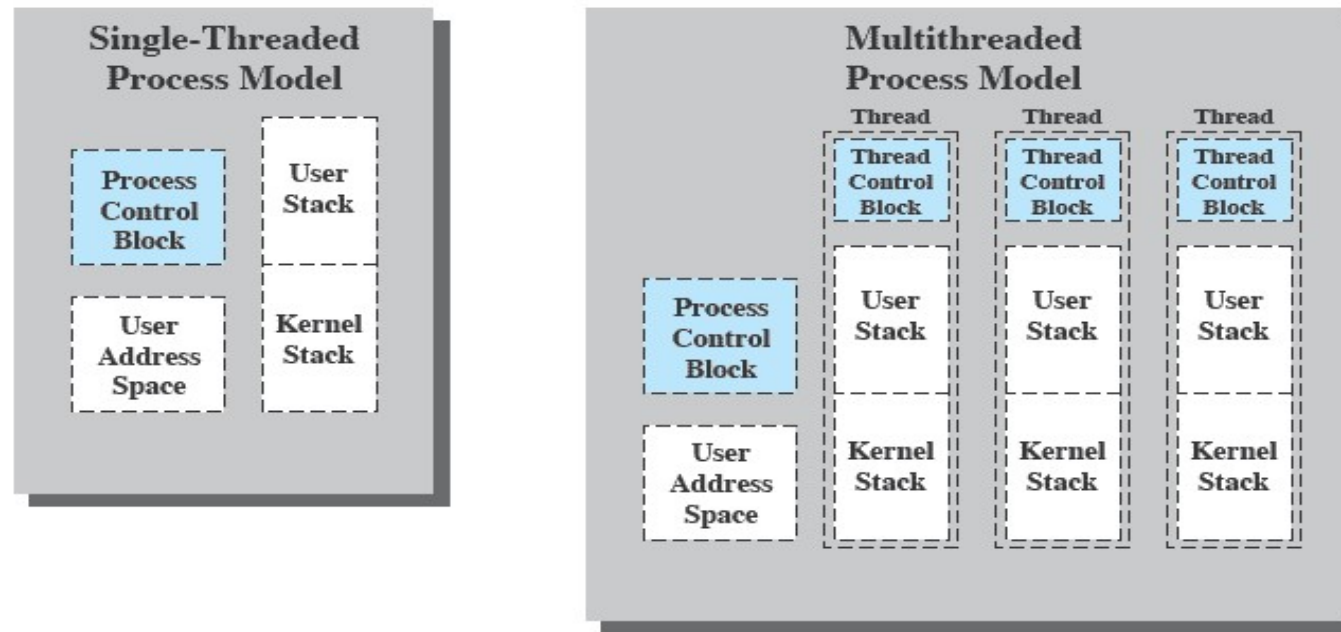 Single-Threaded
Process Model
Process
Control
Block
User
Address
Space
User
Stack
Kernel
Stack
Multithreaded
Process Model
Process
Control
Block
User
Address
Space
Thread
Thread
Control
Block
User
Stack
Kernel
Stack
Thread
Thread
Control
Block
User
Stack
Kernel
Stack
Thread
Thread
Control
Block
User
Stack
Kernel
Stack